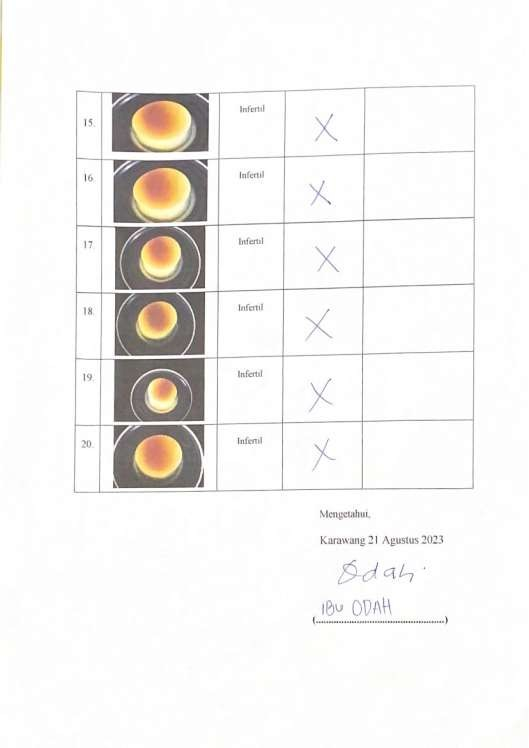 15. Infertil X
16 Infertil X
17 Infertil X
18. Infertil X
19. Infertil X
20. Infertil X
Mengetahui,
Karawang 21 Agustus 2023
Odah.
IBU ODAH
(................................................)